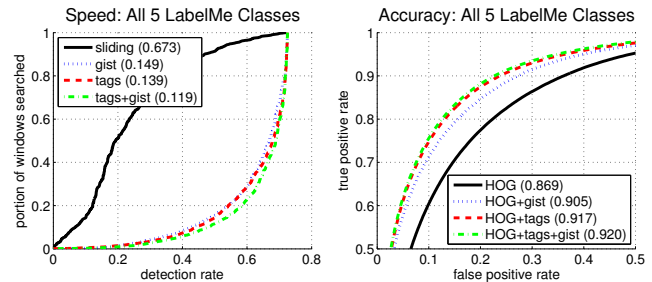 Speed: All 5 LabelMe Classes
portion of windows searched
1
0.8
0.6
0.4
0.2
0
sliding (0.673)
gist (0.149)
tags (0.139)
tags+gist (0.119)
0
0.2
0.4
0.6
0.8
detection rate
Accuracy: All 5 LabelMe Classes
true positive rate
1
0.9
0.8
0.7
0.6
0.5
HOG (0.869)
HOG+gist (0.905)
HOG+tags (0.917)
HOG+tags+gist (0.920)
0
0.1
0.2
0.3
0.4
0.5
false positive rate